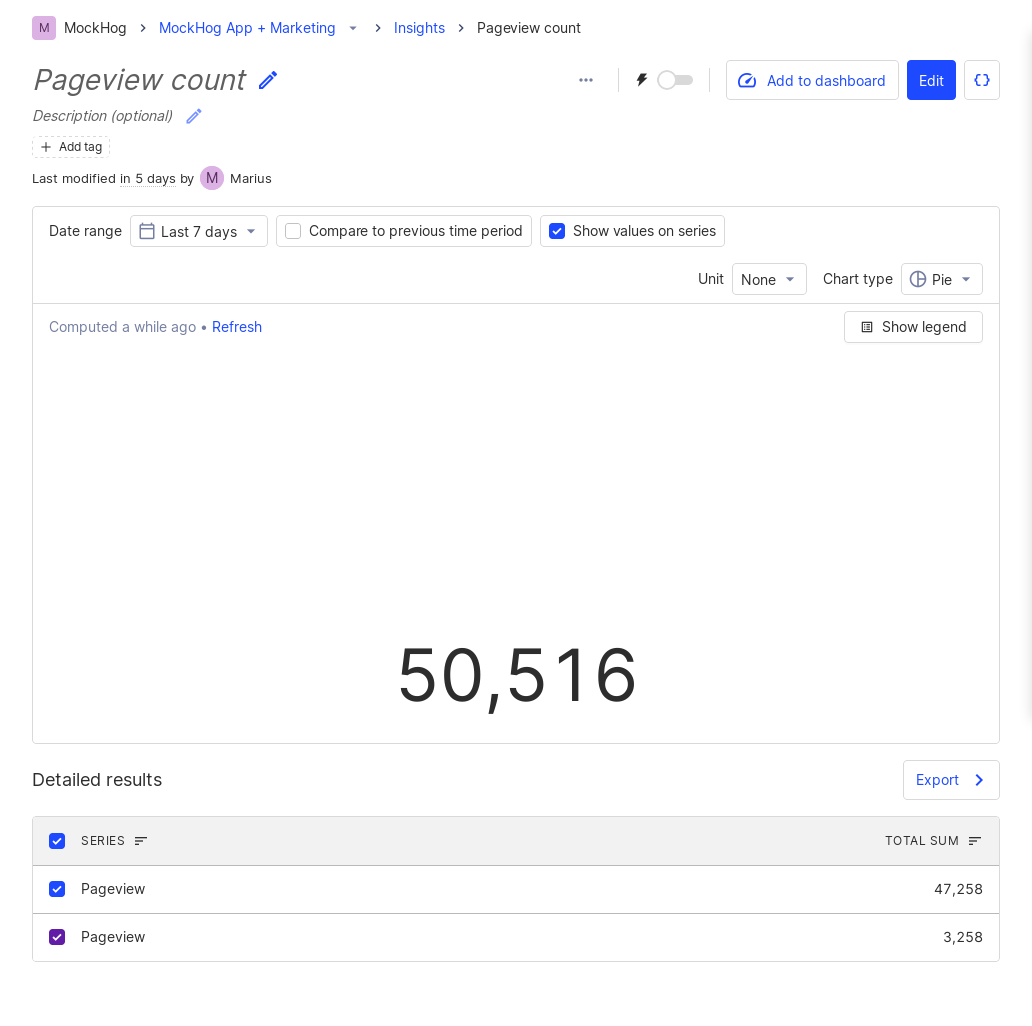 M MockHog MockHog App + Marketing Insights Pageview count
Pageview count
Add to dashboard Edit
Description (optional)
Add tag
Last modified in 5 days by M Marius
Date range Last 7 days Compare to previous time period Show values on series
Unit None Chart type Pie
Computed a while ago • Refresh Show legend
50,516
Detailed results Export
SERIES TOTAL SUM
Pageview 47,258
Pageview 3,258